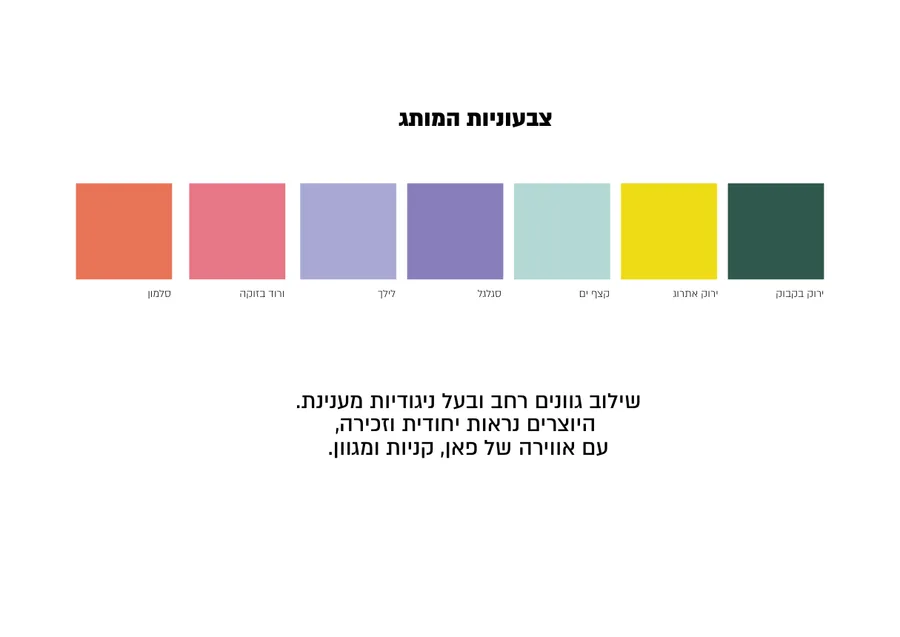 צבעוניות המותג
ירוק בקבוק
ירוק אתרוג
קצף ים
סגלגל
לילך
ורוד בזוקה
סלמון
שילוב גוונים רחב ובעל ניגודיות מענינת.
היוצרים נראות יחודית וזכירה,
עם אווירה של פאן, קניות ומגוון.